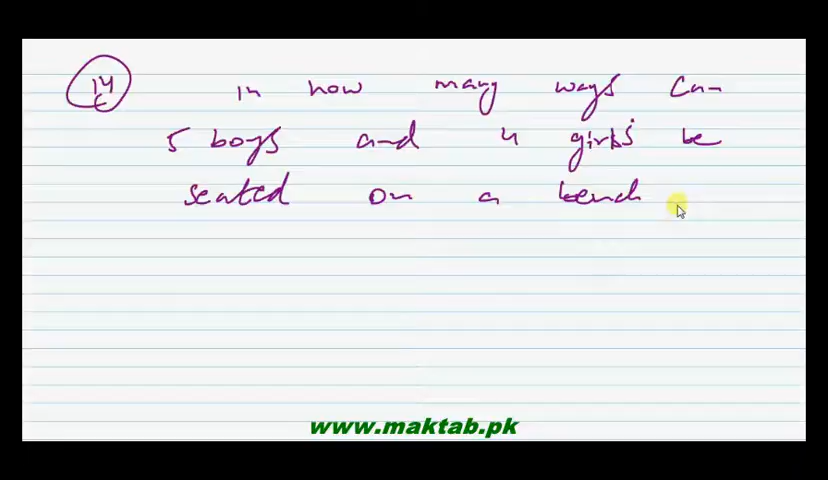 14 in how many ways can
5 boys and 4 girls be
seated on a bench
www.maktab.pk